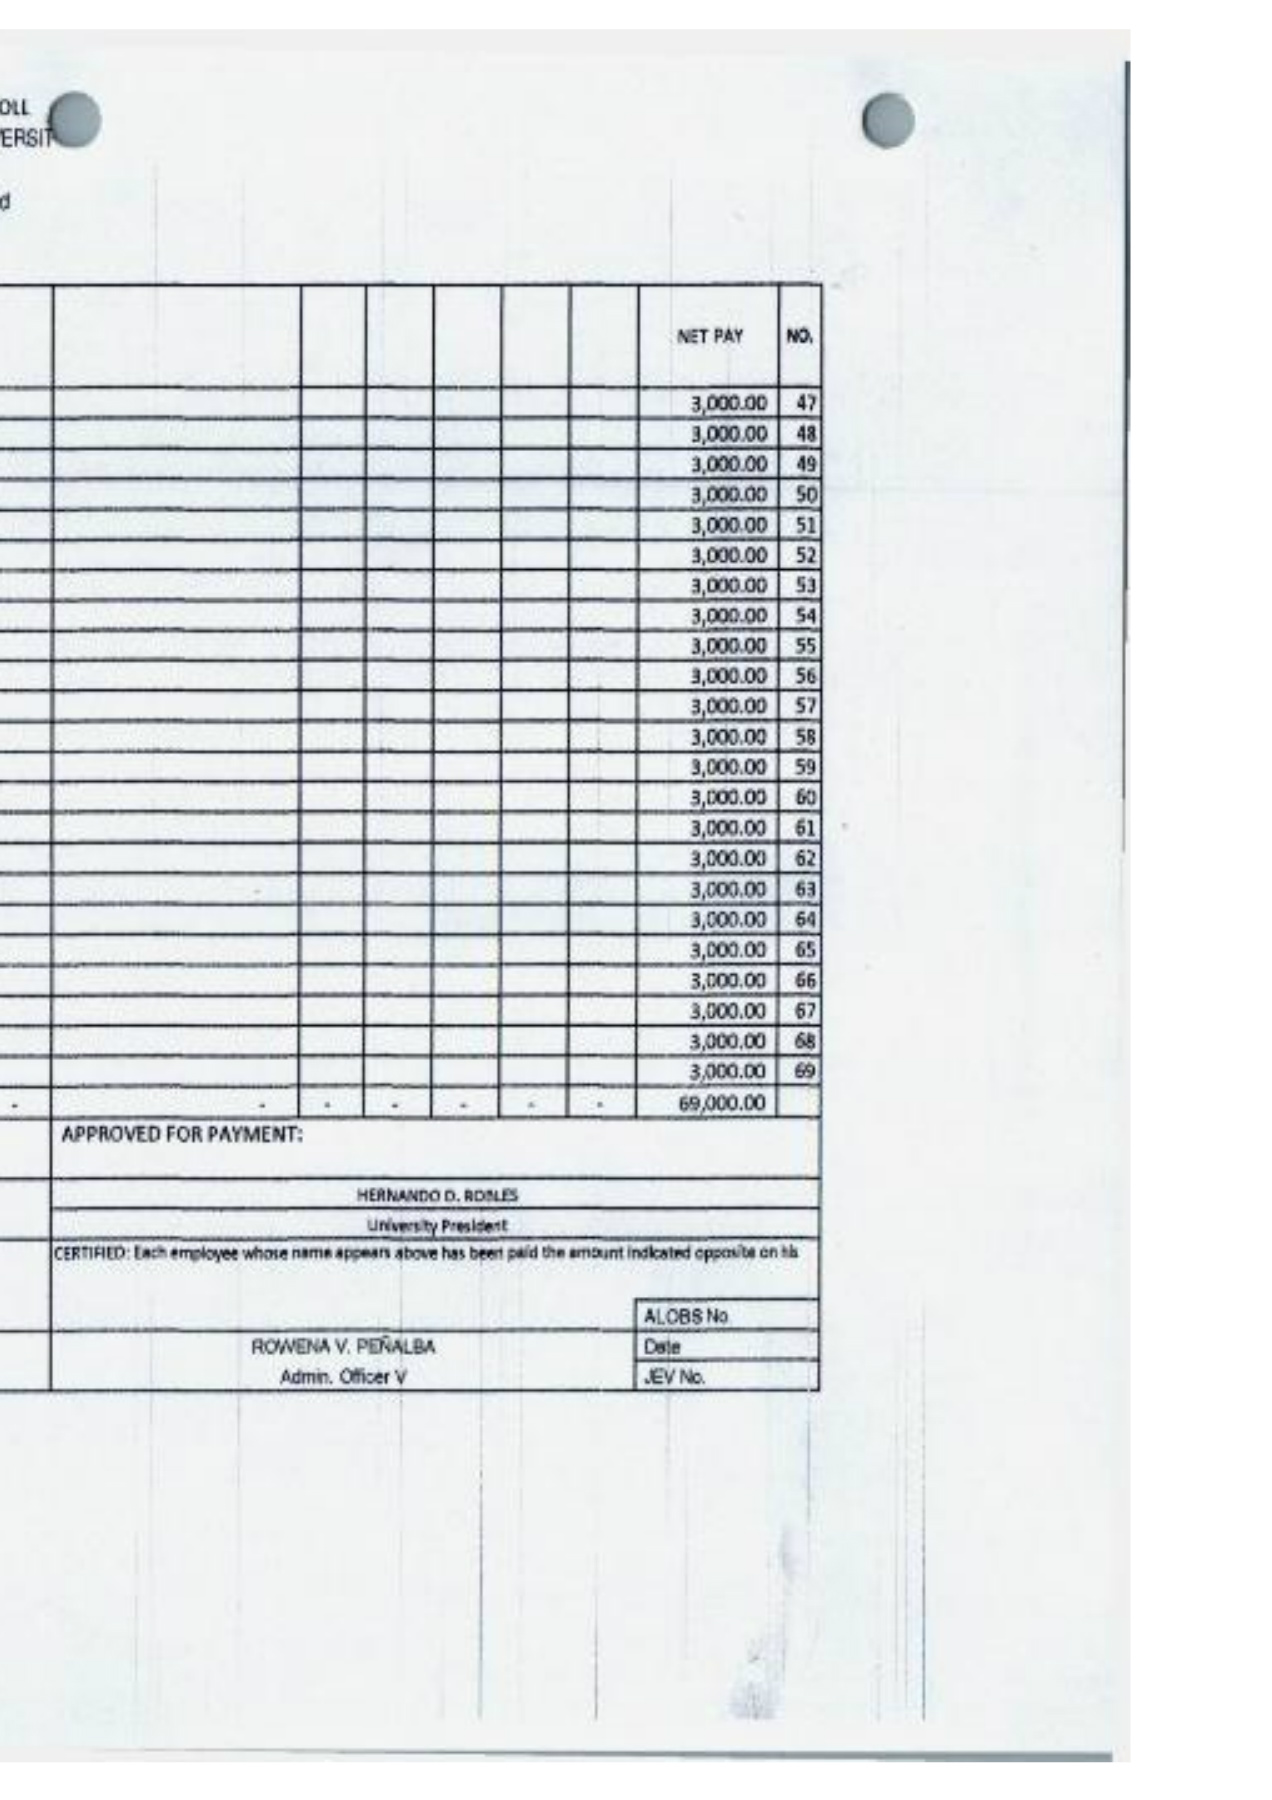 OLL
ERSIT
d
NET PAY NO.
3,000.00 47
3,000.00 48
3,000.00 49
3,000.00 50
3,000.00 51
3,000.00 52
3,000.00 53
3,000.00 54
3,000.00 55
3,000.00 56
3,000.00 57
3,000.00 58
3,000.00 59
3,000.00 60
3,000.00 61
3,000.00 62
3,000.00 63
3,000.00 64
3,000.00 65
3,000.00 66
3,000.00 67
3,000.00 68
3,000.00 69
- - - - - - - 69,000.00
APPROVED FOR PAYMENT:
HERNANDO D. ROBLES
University President
CERTIFIED: Each employee whose name appears above has been paid the amount indicated opposite on his
ALOBS No.
ROWENA V. PEÑALBA Date
Admin. Officer V JEV No.